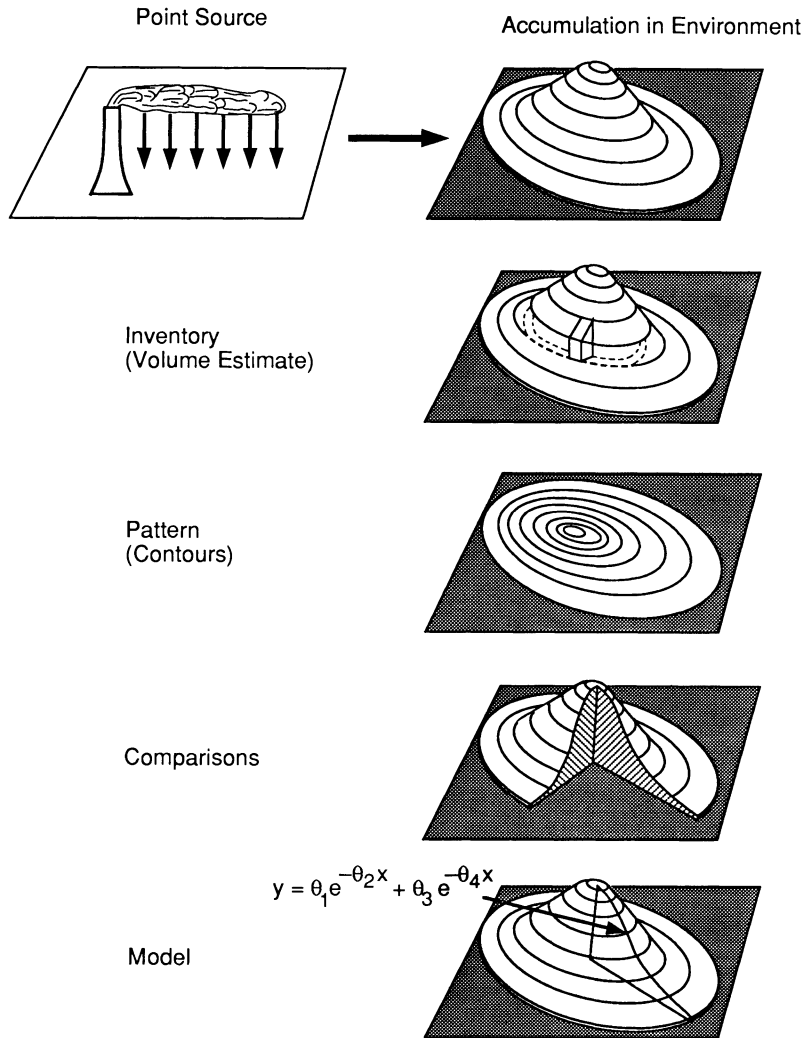 Point Source
Accumulation in Environment
Inventory
(Volume Estimate)
Pattern
(Contours)
Comparisons
y = θ₁e^{-θ₂x} + θ₃e^{-θ₄x}
Model